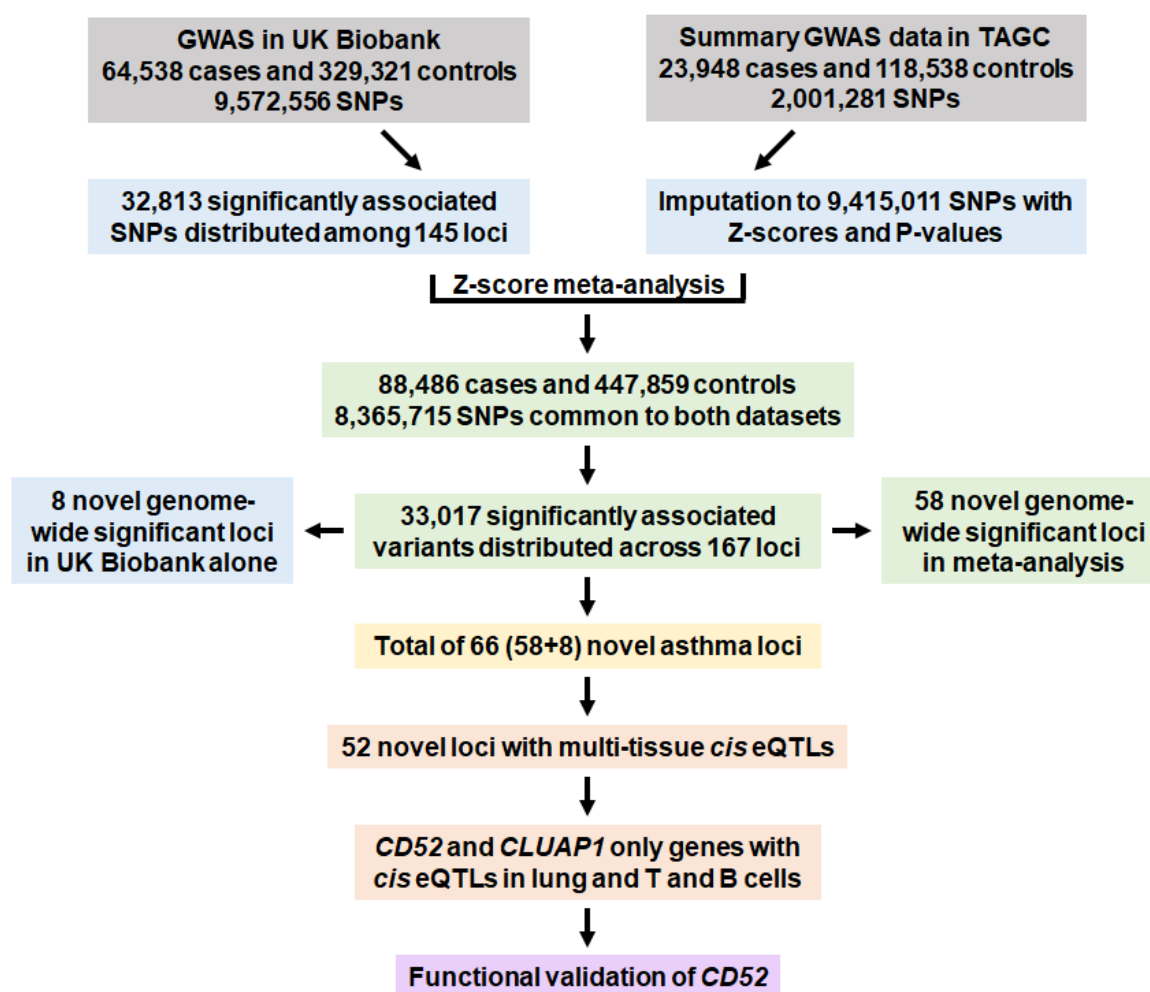 GWAS in UK Biobank
64,538 cases and 329,321 controls
9,572,556 SNPs
Summary GWAS data in TAGC
23,948 cases and 118,538 controls
2,001,281 SNPs
32,813 significantly associated
SNPs distributed among 145 loci
Imputation to 9,415,011 SNPs with
Z-scores and P-values
Z-score meta-analysis
88,486 cases and 447,859 controls
8,365,715 SNPs common to both datasets
8 novel genome-
wide significant loci
in UK Biobank alone
33,017 significantly associated
variants distributed across 167 loci
58 novel genome-
wide significant loci
in meta-analysis
Total of 66 (58+8) novel asthma loci
52 novel loci with multi-tissue cis eQTLs
CD52 and CLUAP1 only genes with
cis eQTLs in lung and T and B cells
Functional validation of CD52